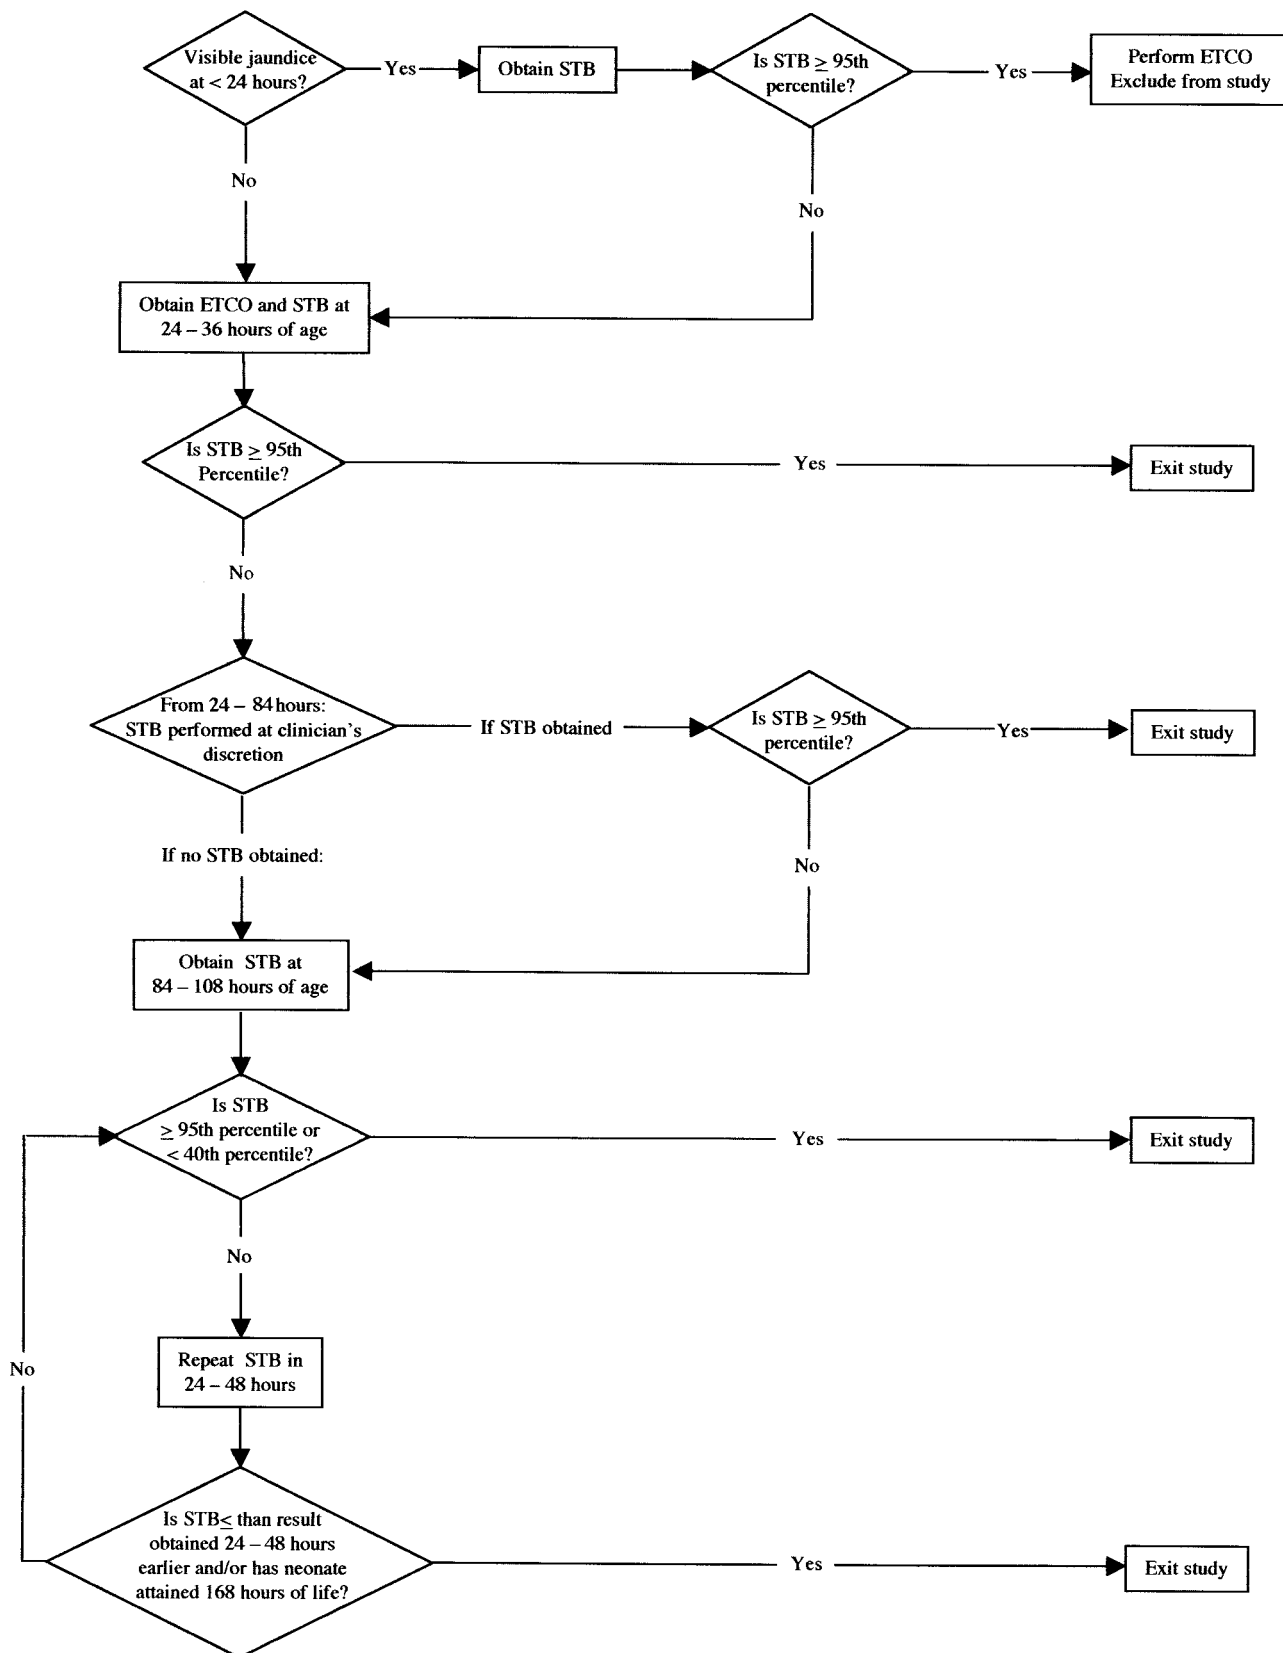 Visible jaundice
at < 24 hours?
Yes
Obtain STB
Is STB ≥ 95th
percentile?
Yes
Perform ETCO
Exclude from study
No
No
Obtain ETCO and STB at
24 – 36 hours of age
Is STB ≥ 95th
Percentile?
Yes
Exit study
No
From 24 – 84 hours:
STB performed at clinician's
discretion
If STB obtained
Is STB ≥ 95th
percentile?
Yes
Exit study
If no STB obtained:
No
Obtain STB at
84 – 108 hours of age
Is STB
≥ 95th percentile or
< 40th percentile?
Yes
Exit study
No
Repeat STB in
24 – 48 hours
No
Is STB≤ than result
obtained 24 – 48 hours
earlier and/or has neonate
attained 168 hours of life?
Yes
Exit study